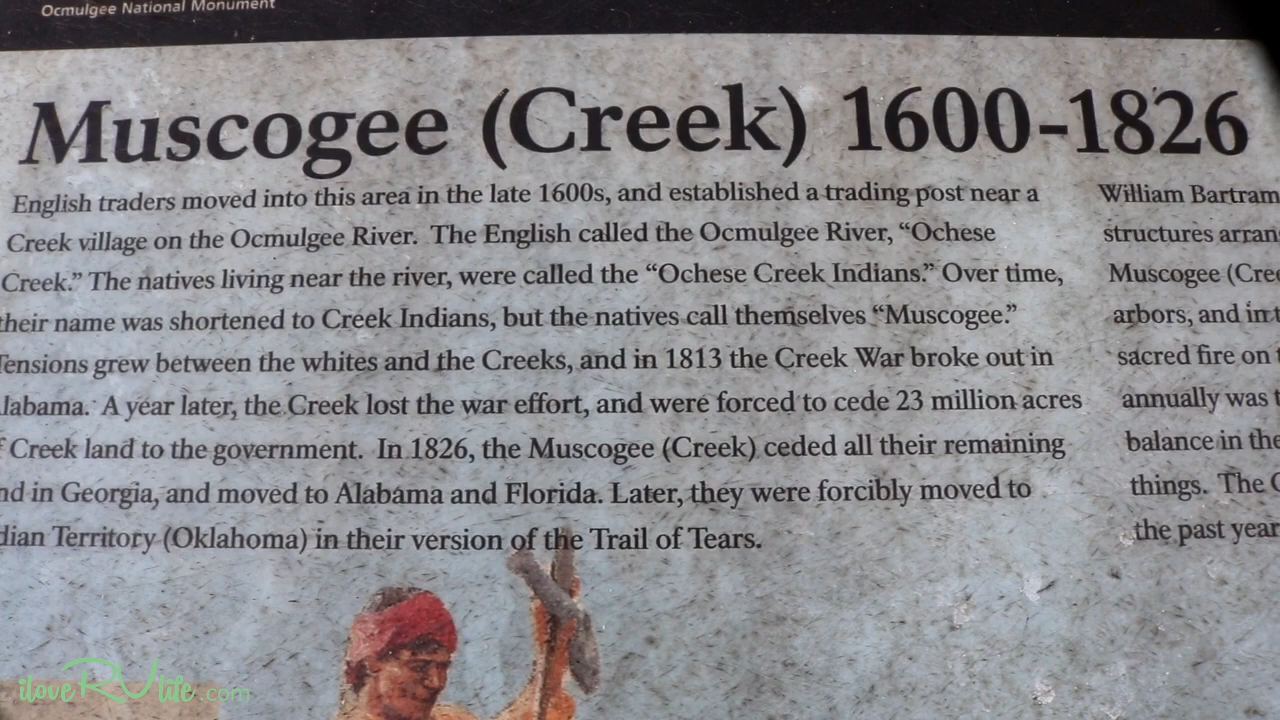 Ocmulgee National Monument
Muscogee (Creek) 1600-1826
English traders moved into this area in the late 1600s, and established a trading post near a
Creek village on the Ocmulgee River. The English called the Ocmulgee River, “Ochese
Creek.” The natives living near the river, were called the “Ochese Creek Indians.” Over time,
their name was shortened to Creek Indians, but the natives call themselves “Muscogee.”
Tensions grew between the whites and the Creeks, and in 1813 the Creek War broke out in
labama. A year later, the Creek lost the war effort, and were forced to cede 23 million acres
f Creek land to the government. In 1826, the Muscogee (Creek) ceded all their remaining
nd in Georgia, and moved to Alabama and Florida. Later, they were forcibly moved to
dian Territory (Oklahoma) in their version of the Trail of Tears.
William Bartram
structures arran
Muscogee (Cree
arbors, and in t
sacred fire on t
annually was t
balance in the
things. The C
the past year
iloveRVlife.com